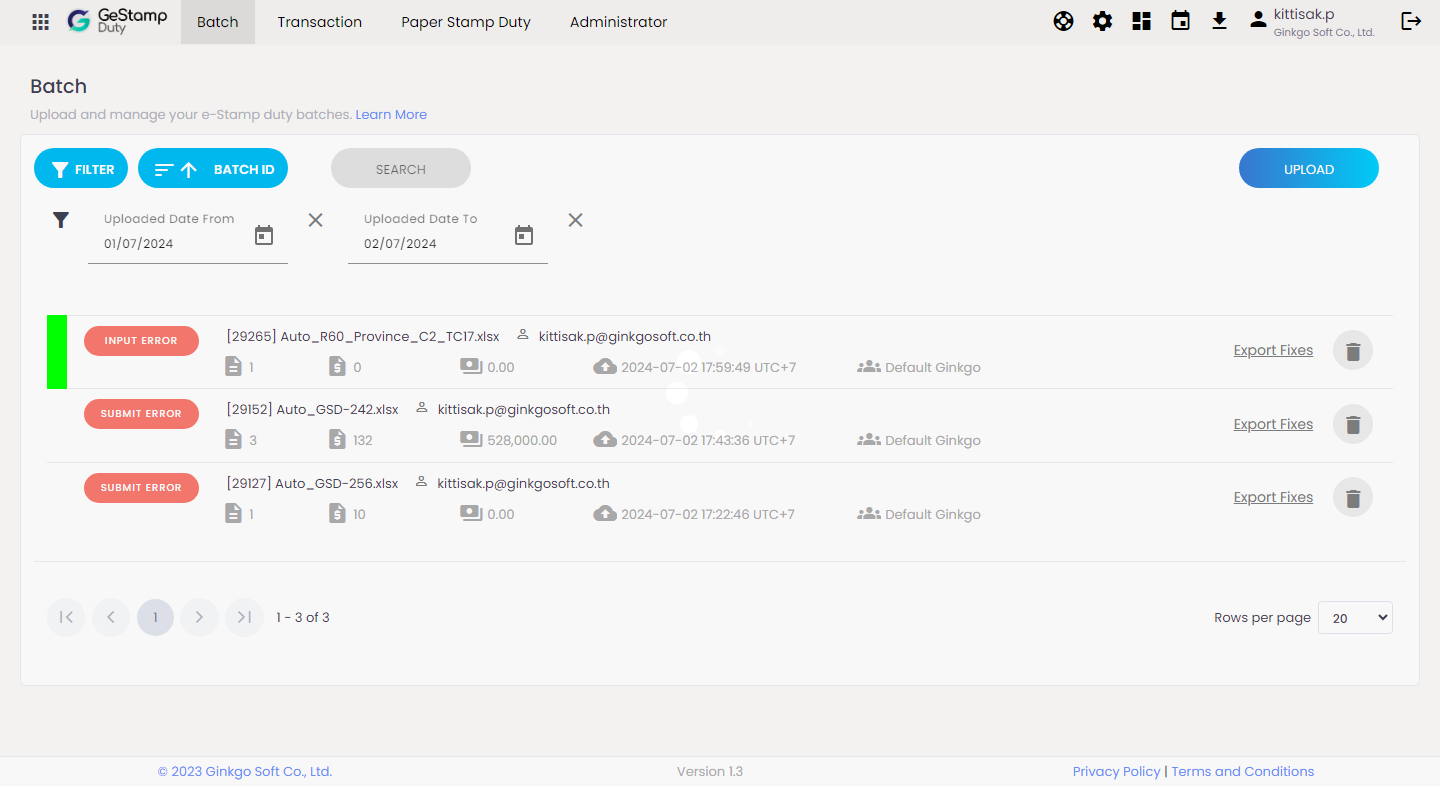 GeStamp Duty Batch Transaction Paper Stamp Duty Administrator kittisak.p
Ginkgo Soft Co., Ltd.
Batch
Upload and manage your e-Stamp duty batches. Learn More
FILTER BATCH ID SEARCH UPLOAD
Uploaded Date From Uploaded Date To
01/07/2024 02/07/2024
INPUT ERROR [29265] Auto_R60_Province_C2_TC17.xlsx kittisak.p@ginkgosoft.co.th Export Fixes
1 0 0.00 2024-07-02 17:59:49 UTC+7 Default Ginkgo
SUBMIT ERROR [29152] Auto_GSD-242.xlsx kittisak.p@ginkgosoft.co.th Export Fixes
3 132 528,000.00 2024-07-02 17:43:36 UTC+7 Default Ginkgo
SUBMIT ERROR [29127] Auto_GSD-256.xlsx kittisak.p@ginkgosoft.co.th Export Fixes
1 10 0.00 2024-07-02 17:22:46 UTC+7 Default Ginkgo
1 1 - 3 of 3 Rows per page 20
© 2023 Ginkgo Soft Co., Ltd. Version 1.3 Privacy Policy | Terms and Conditions